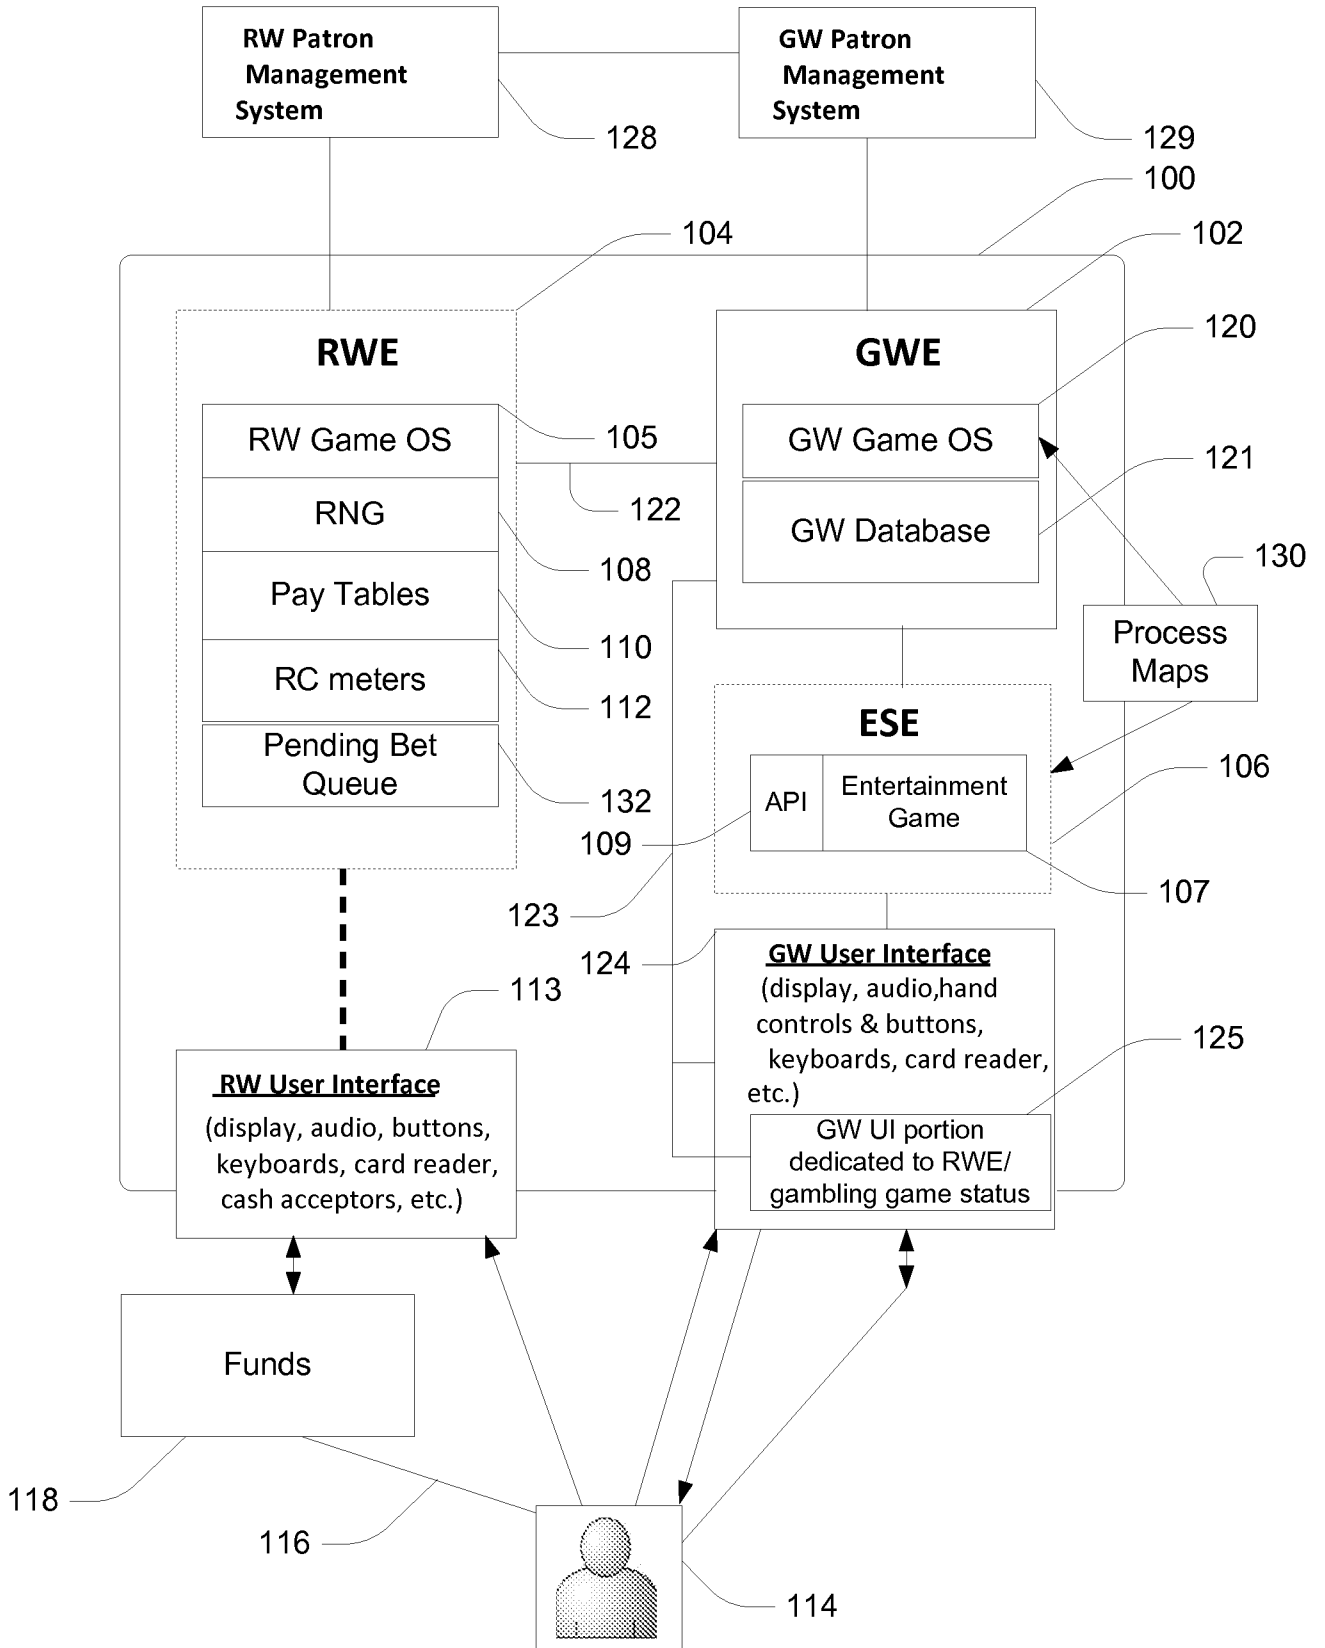 RW Patron
Management
System
GW Patron
Management
System
128
129
100
104
102
RWE
GWE
120
RW Game OS
105
GW Game OS
121
122
RNG
GW Database
108
130
Pay Tables
110
Process
Maps
RC meters
112
ESE
Pending Bet
Queue
132
106
API
Entertainment
Game
109
107
123
124
GW User Interface
(display, audio,hand
controls & buttons,
keyboards, card reader,
etc.)
113
125
RW User Interface
(display, audio, buttons,
keyboards, card reader,
cash acceptors, etc.)
GW UI portion
dedicated to RWE/
gambling game status
Funds
118
116
114